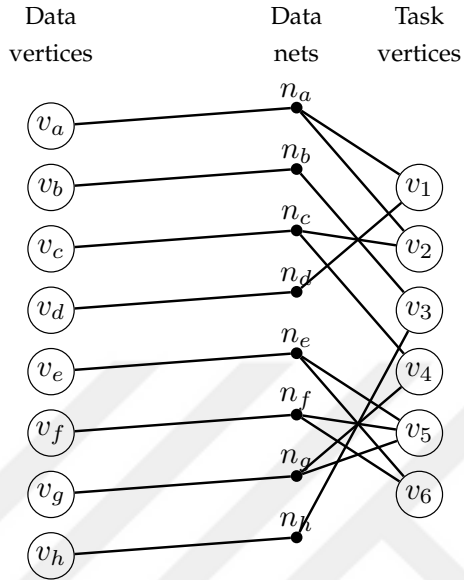 Data Data Task
vertices nets vertices
v_a n_a
v_b n_b v_1
v_c n_c v_2
v_d n_d v_3
v_e n_e v_4
v_f n_f v_5
v_g n_g v_6
v_h n_h